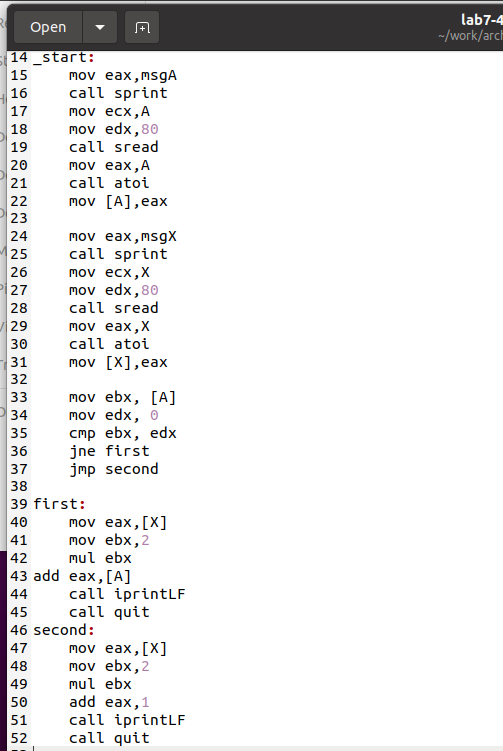 Open
lab7-4
~/work/arch
14 _start:
15     mov eax,msgA
16     call sprint
17     mov ecx,A
18     mov edx,80
19     call sread
20     mov eax,A
21     call atoi
22     mov [A],eax
23
24     mov eax,msgX
25     call sprint
26     mov ecx,X
27     mov edx,80
28     call sread
29     mov eax,X
30     call atoi
31     mov [X],eax
32
33     mov ebx, [A]
34     mov edx, 0
35     cmp ebx, edx
36     jne first
37     jmp second
38
39 first:
40     mov eax,[X]
41     mov ebx,2
42     mul ebx
43 add eax,[A]
44     call iprintLF
45     call quit
46 second:
47     mov eax,[X]
48     mov ebx,2
49     mul ebx
50     add eax,1
51     call iprintLF
52     call quit